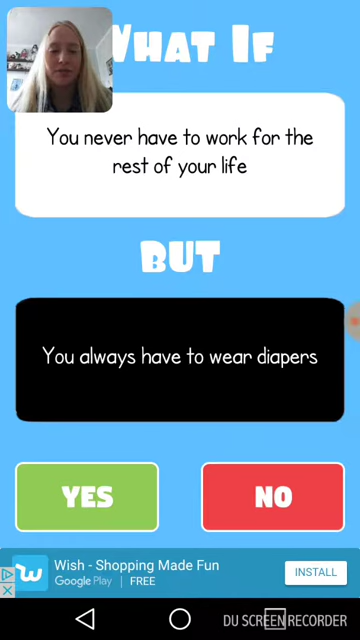 What If
You never have to work for the
rest of your life
BUT
You always have to wear diapers
YES
NO
Wish - Shopping Made Fun
Google Play | FREE
INSTALL
DU SCREEN RECORDER